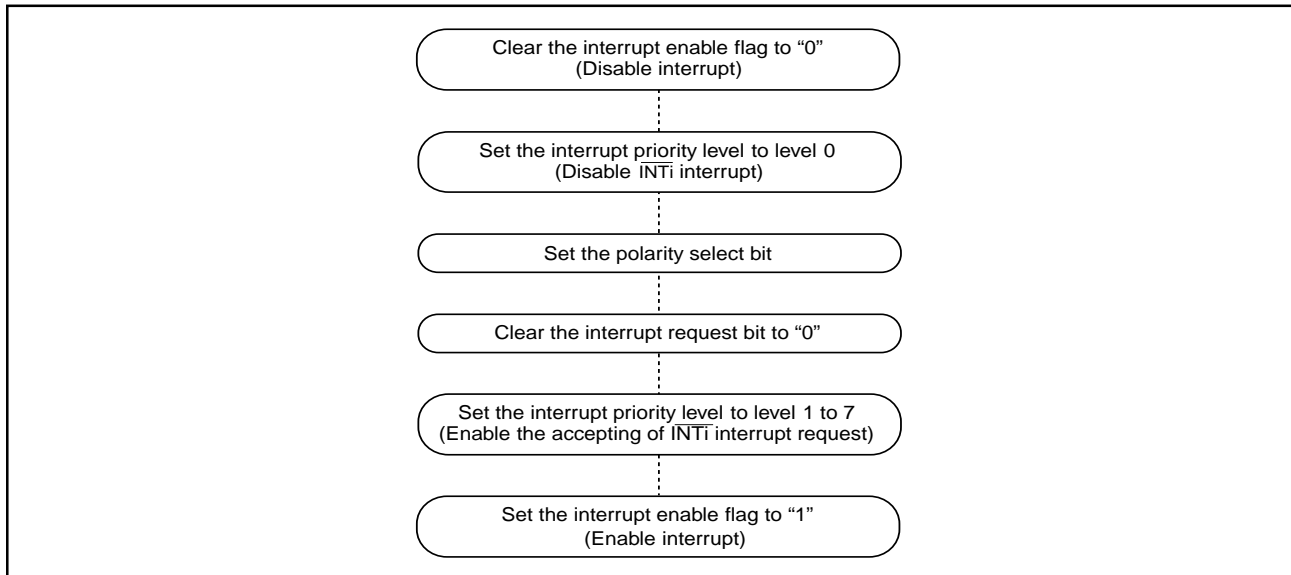 Clear the interrupt enable flag to “0”
(Disable interrupt)
Set the interrupt priority level to level 0
(Disable INTi interrupt)
Set the polarity select bit
Clear the interrupt request bit to “0”
Set the interrupt priority level to level 1 to 7
(Enable the accepting of INTi interrupt request)
Set the interrupt enable flag to “1”
(Enable interrupt)